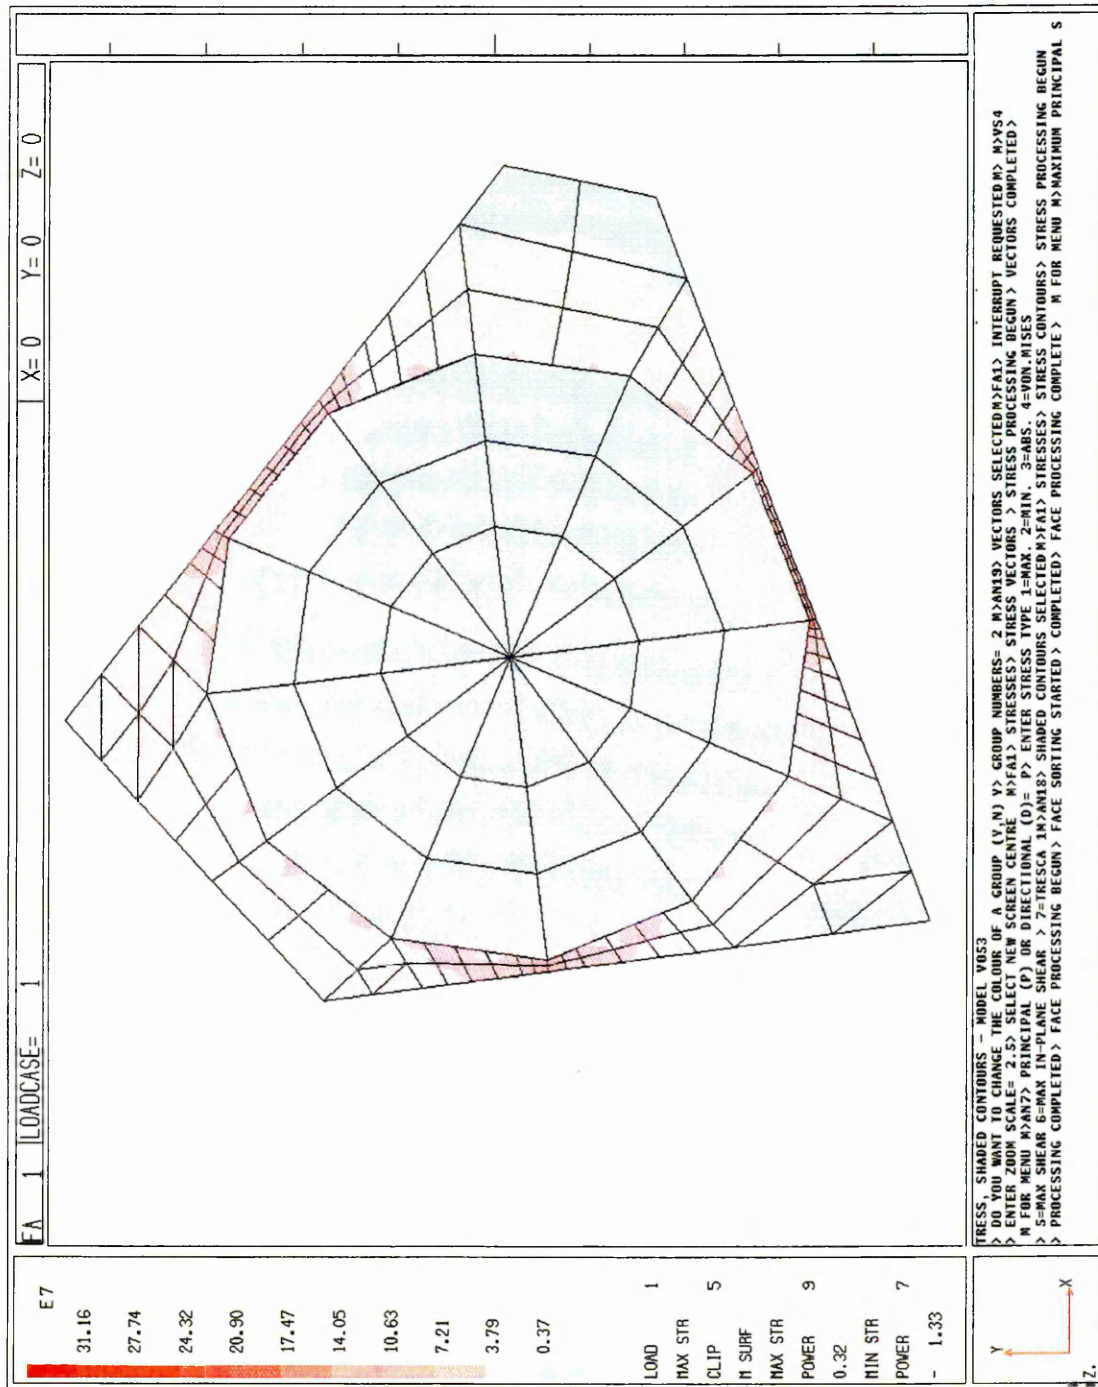 FA 1 LOADCASE= 1 X= 0 Y= 0 Z= 0
E7
31.16
27.74
24.32
20.90
17.47
14.05
10.63
7.21
3.79
0.37
LOAD 1
MAX STR
CLIP 5
M SURF
MAX STR
POWER 9
0.32
MIN STR
POWER 7
- 1.33
TRESS, SHADED CONTOURS - MODEL V053
> DO YOU WANT TO CHANGE THE COLOUR OF A GROUP (Y,N) Y> GROUP NUMBERS= 2 M>AN19> VECTORS SELECTED M>FA1> INTERRUPT REQUESTED M> M>VS4
> ENTER ZOOM SCALE= 2.5> SELECT NEW SCREEN CENTRE M>FA1> STRESSES> STRESS VECTORS > STRESS PROCESSING BEGUN> VECTORS COMPLETED>
M FOR MENU M>AN7> PRINCIPAL (P) OR DIRECTIONAL (D)= P> ENTER STRESS TYPE 1=MAX. 2=MIN. 3=ABS. 4=VON.MISES
> 5=MAX SHEAR 6=MAX IN-PLANE SHEAR > 7=TRESCA 1M>AN18> SHADED CONTOURS SELECTED M>FA1> STRESSES> STRESS CONTOURS> STRESS PROCESSING BEGUN
> PROCESSING COMPLETED> FACE PROCESSING BEGUN> FACE SORTING STARTED> COMPLETED> FACE PROCESSING COMPLETE> M FOR MENU M>MAXIMUM PRINCIPAL S
Y
X
Z.